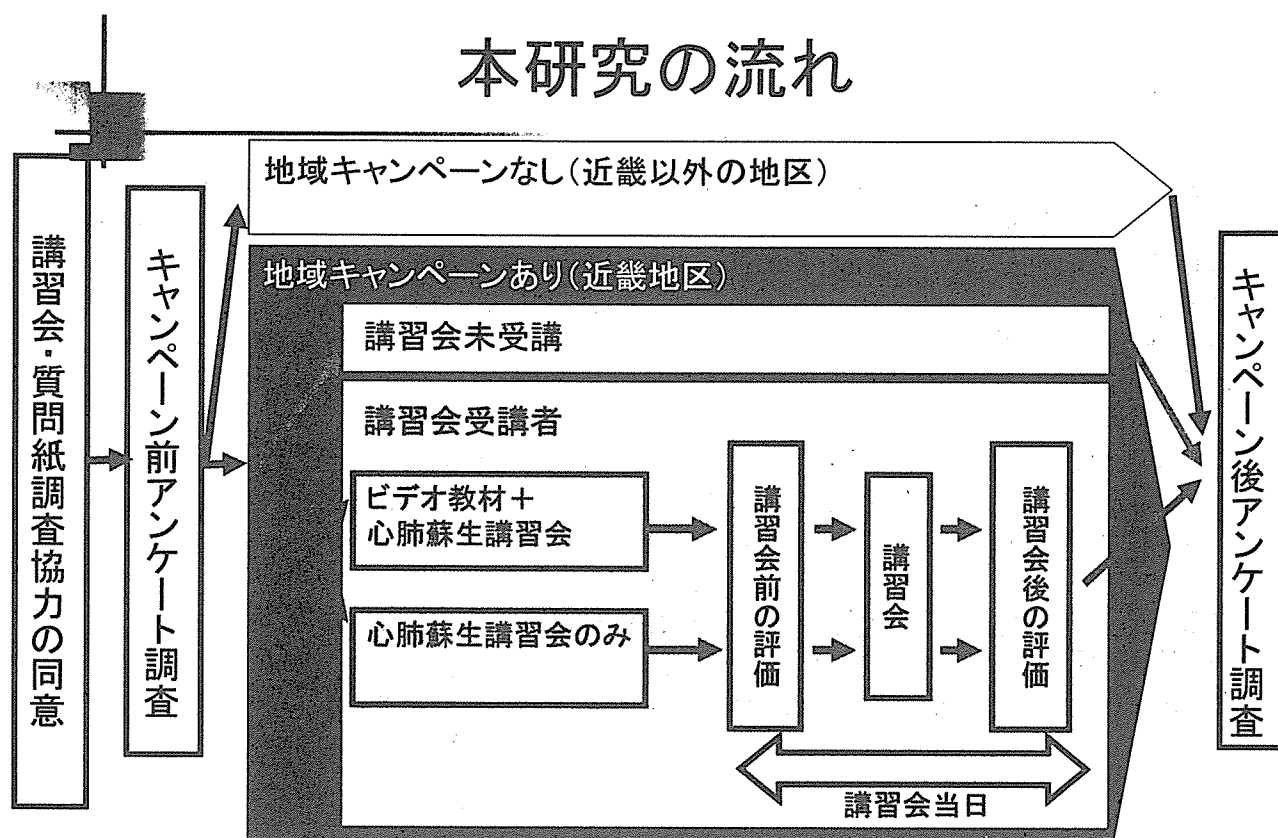 本研究の流れ
講習会・質問紙調査協力の同意
キャンペーン前アンケート調査
地域キャンペーンなし(近畿以外の地区)
地域キャンペーンあり(近畿地区)
講習会未受講
講習会受講者
ビデオ教材＋
心肺蘇生講習会
心肺蘇生講習会のみ
講習会前の評価
講習会
講習会後の評価
講習会当日
キャンペーン後アンケート調査